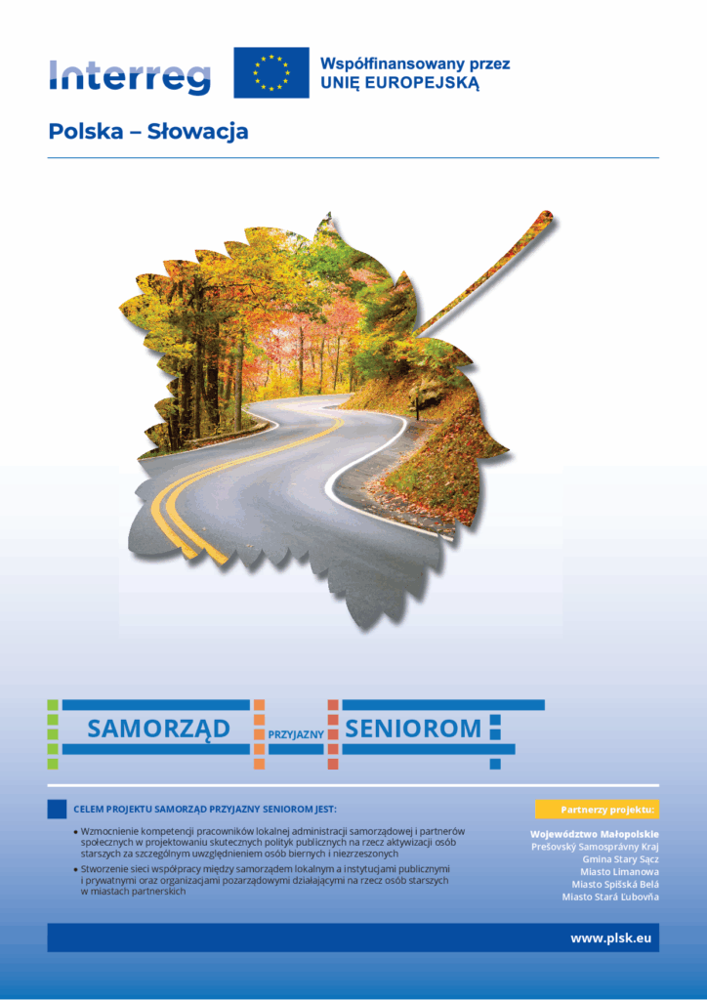 Interreg
Współfinansowany przez
UNIĘ EUROPEJSKĄ
Polska – Słowacja
SAMORZĄD PRZYJAZNY SENIOROM
CELEM PROJEKTU SAMORZĄD PRZYJAZNY SENIOROM JEST:
• Wzmocnienie kompetencji pracowników lokalnej administracji samorządowej i partnerów
społecznych w projektowaniu skutecznych polityk publicznych na rzecz aktywizacji osób
starszych za szczególnym uwzględnieniem osób biernych i niezrzeszonych
• Stworzenie sieci współpracy między samorządem lokalnym a instytucjami publicznymi
i prywatnymi oraz organizacjami pozarządowymi działającymi na rzecz osób starszych
w miastach partnerskich
Partnerzy projektu:
Województwo Małopolskie
Prešovský Samosprávny Kraj
Gmina Stary Sącz
Miasto Limanowa
Miasto Spišská Belá
Miasto Stará Ľubovňa
www.plsk.eu